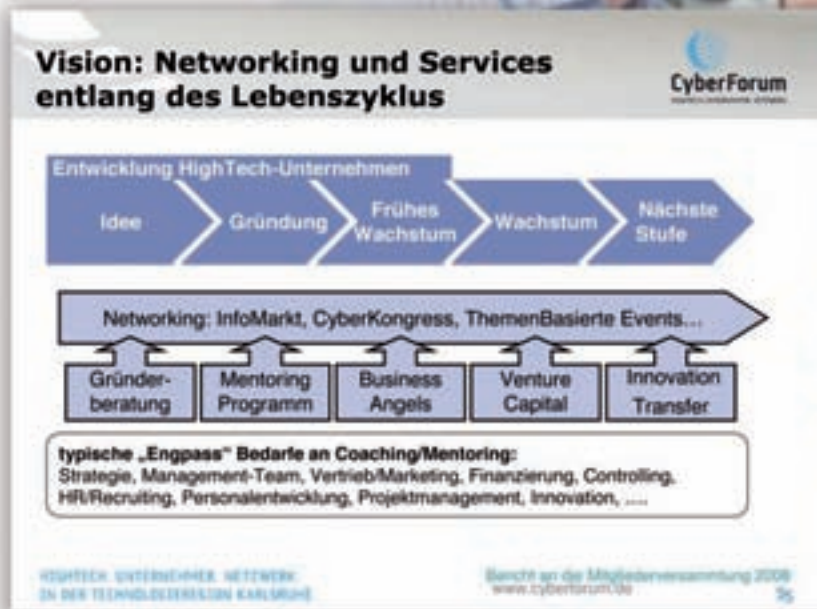 Vision: Networking und Services
entlang des Lebenszyklus
CyberForum
Entwicklung HighTech-Unternehmen
Idee
Gründung
Frühes
Wachstum
Wachstum
Nächste
Stufe
Networking: InfoMarkt, CyberKongress, ThemenBasierte Events...
Gründer-
beratung
Mentoring
Programm
Business
Angels
Venture
Capital
Innovation
Transfer
typische „Engpass“ Bedarfe an Coaching/Mentoring:
Strategie, Management-Team, Vertrieb/Marketing, Finanzierung, Controlling,
HR/Recruiting, Personalentwicklung, Projektmanagement, Innovation, ....
HIGHTECH UNTERNEHMER NETZWERK
IN DER TECHNOLOGIEREGION KARLSRUHE
Bericht an die Mitgliederversammlung 2008
www.cyberforum.de